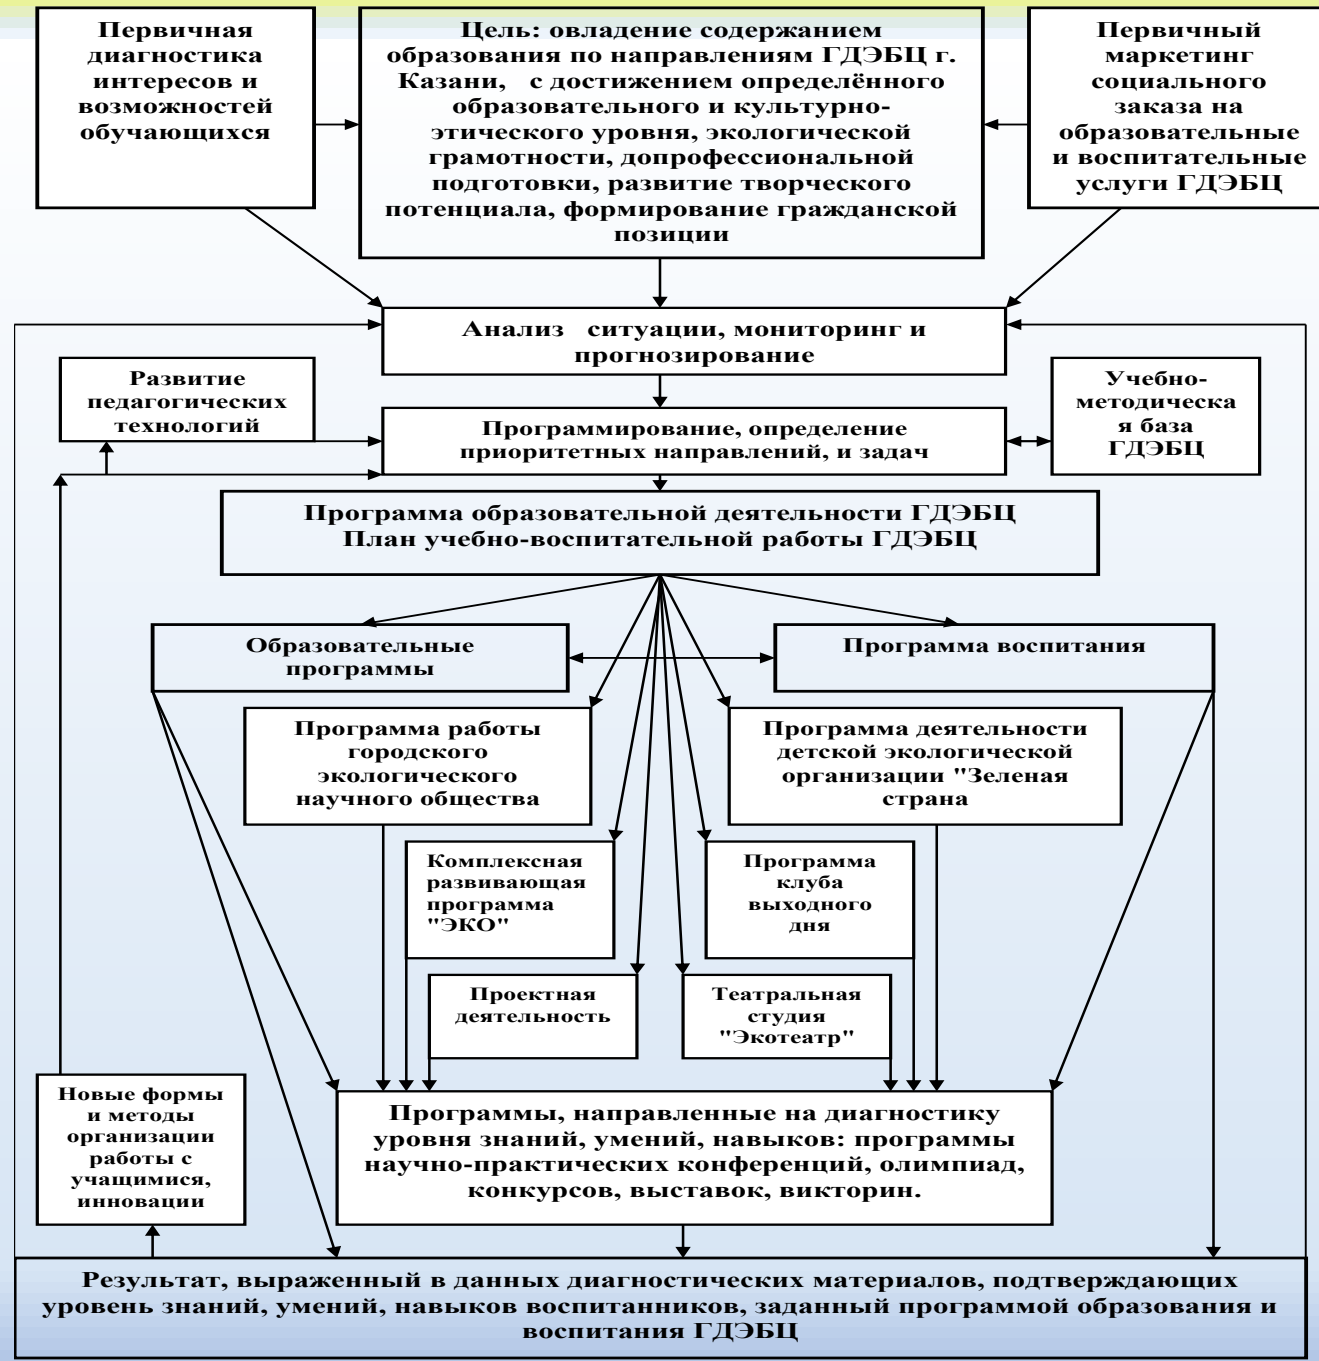 Первичная
диагностика
интересов и
возможностей
обучающихся
Цель: овладение содержанием
образования по направлениям ГДЭБЦ г.
Казани, с достижением определённого
образовательного и культурно-
этического уровня, экологической
грамотности, допрофессиональной
подготовки, развитие творческого
потенциала, формирование гражданской
позиции
Первичный
маркетинг
социального
заказа на
образовательные
и воспитательные
услуги ГДЭБЦ
Анализ ситуации, мониторинг и
прогнозирование
Развитие
педагогических
технологий
Программирование, определение
приоритетных направлений, и задач
Учебно-
методическа
я база
ГДЭБЦ
Программа образовательной деятельности ГДЭБЦ
План учебно-воспитательной работы ГДЭБЦ
Образовательные
программы
Программа воспитания
Программа работы
городского
экологического
научного общества
Программа деятельности
детской экологической
организации "Зеленая
страна
Комплексная
развивающая
программа
"ЭКО"
Программа
клуба
выходного
дня
Проектная
деятельность
Театральная
студия
"Экотеатр"
Новые формы
и методы
организации
работы с
учащимися,
инновации
Программы, направленные на диагностику
уровня знаний, умений, навыков: программы
научно-практических конференций, олимпиад,
конкурсов, выставок, викторин.
Результат, выраженный в данных диагностических материалов, подтверждающих
уровень знаний, умений, навыков воспитанников, заданный программой образования и
воспитания ГДЭБЦ